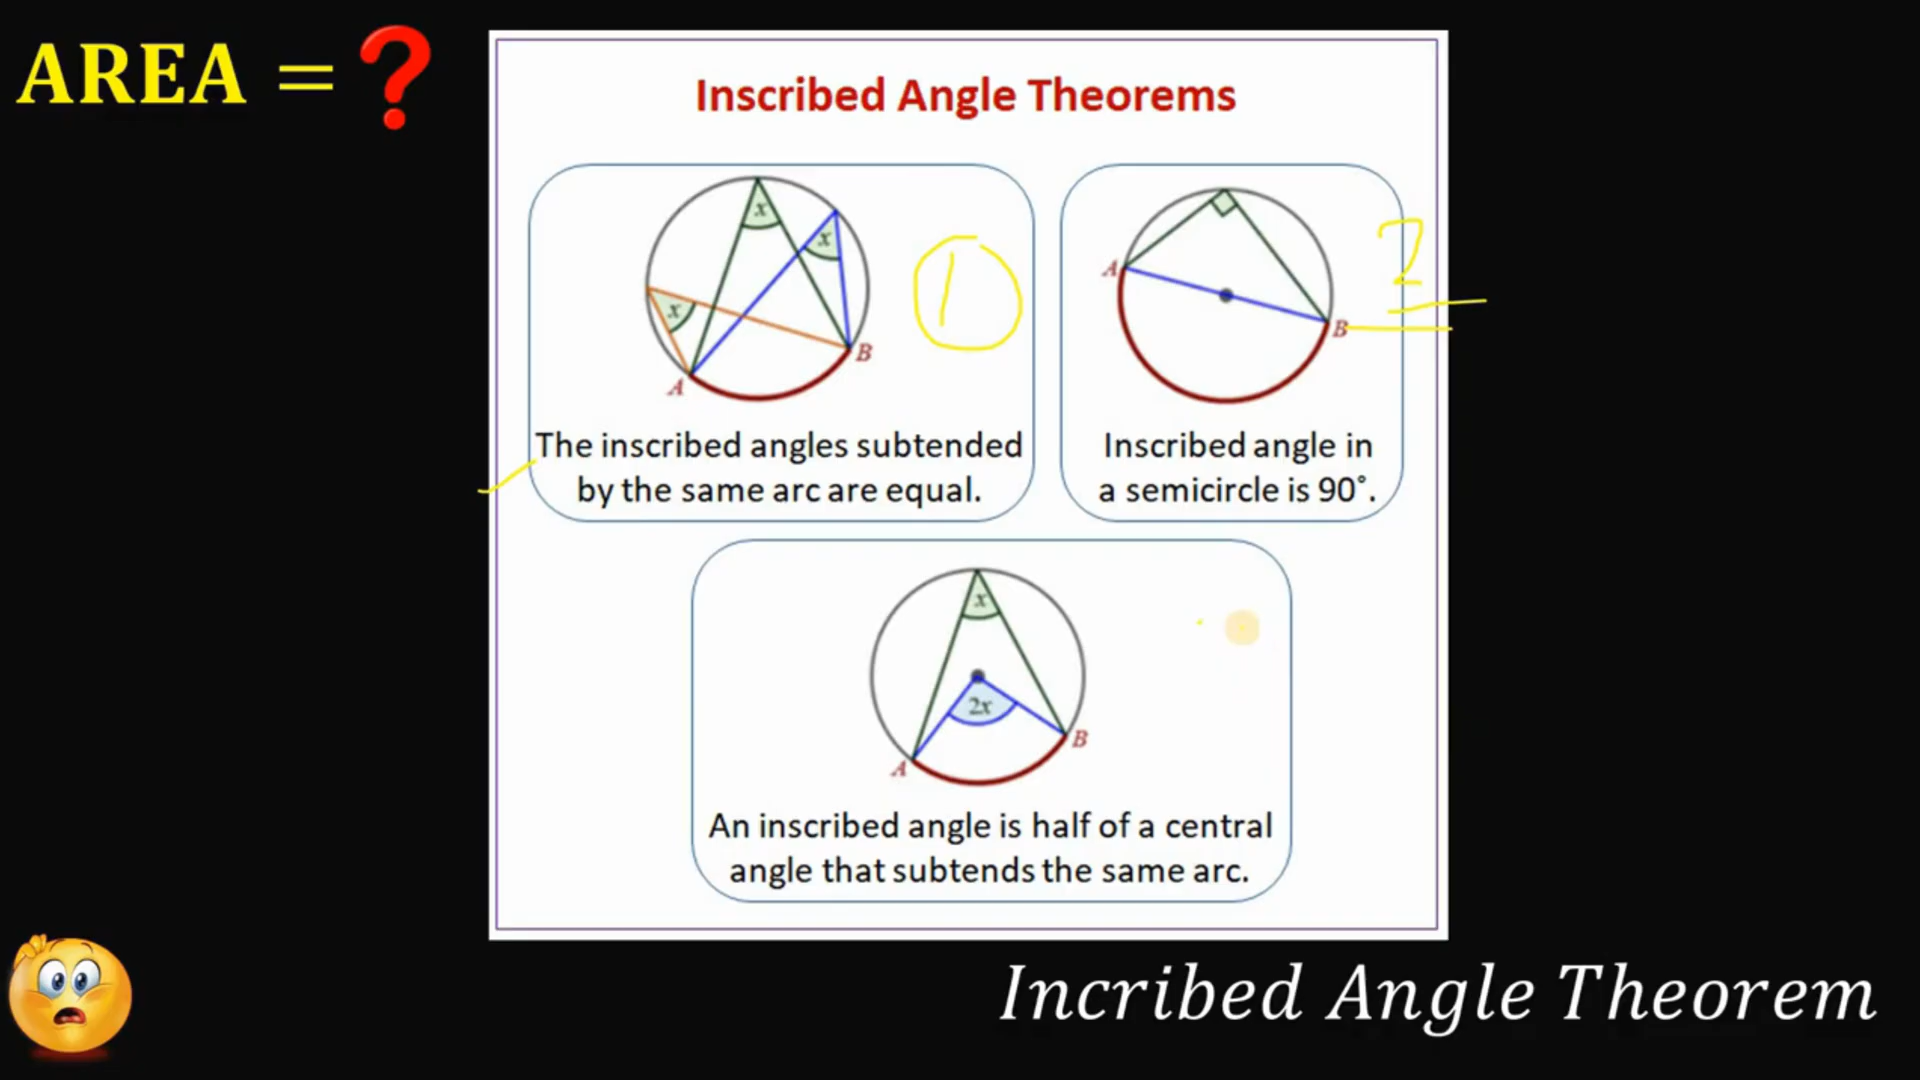 AREA = ❓
Inscribed Angle Theorems
x
x
x
A
B
1
A
B
2
The inscribed angles subtended
by the same arc are equal.
Inscribed angle in
a semicircle is 90°.
x
2x
A
B
An inscribed angle is half of a central
angle that subtends the same arc.
Incribed Angle Theorem